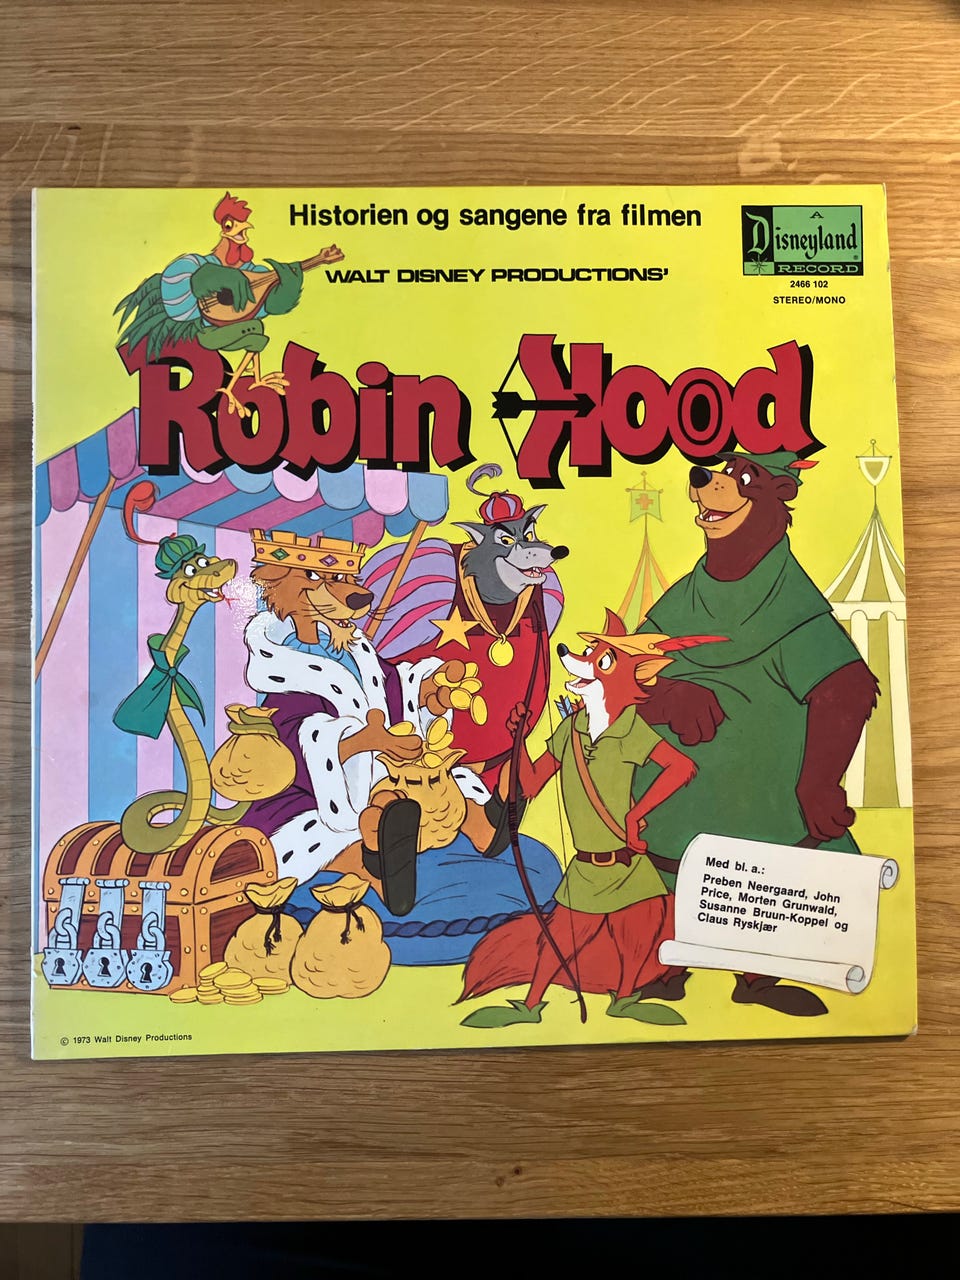 Historien og sangene fra filmen
WALT DISNEY PRODUCTIONS'
A
Disneyland
RECORD
2466 102
STEREO/MONO
Robin Hood
Med bl. a.:
Preben Neergaard, John
Price, Morten Grunwald,
Susanne Bruun-Koppel og
Claus Ryskjær
© 1973 Walt Disney Productions